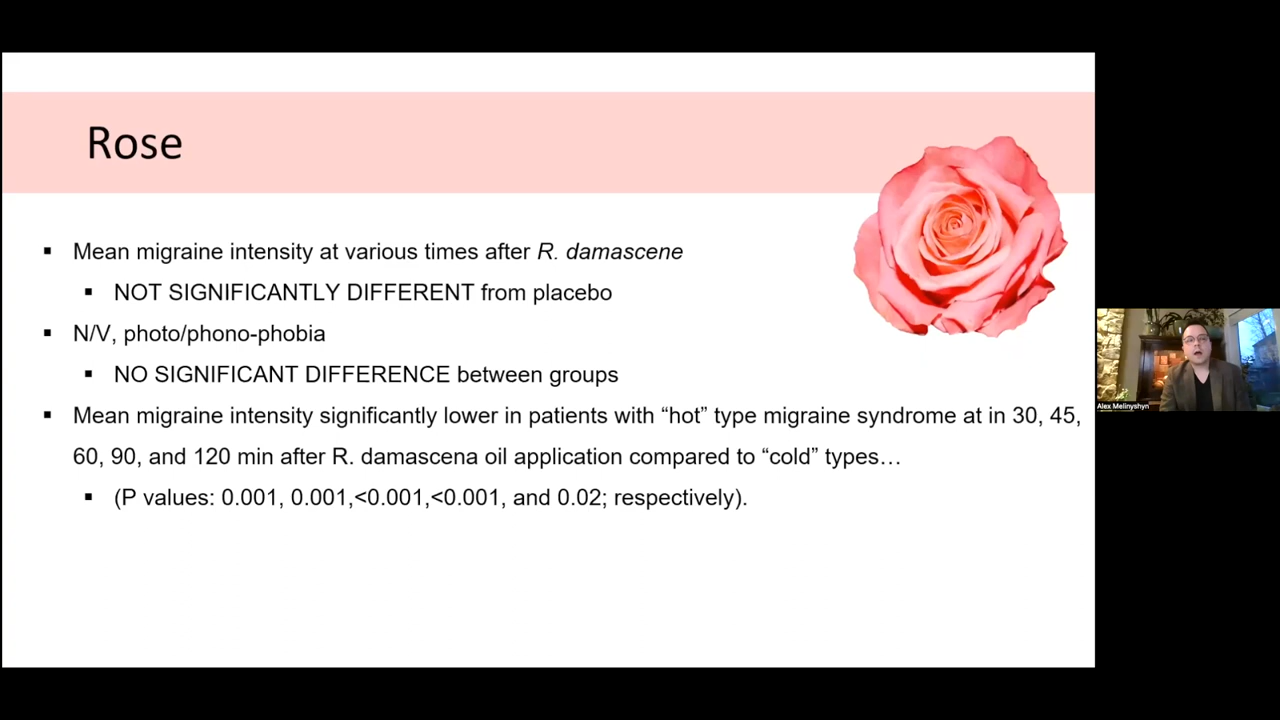 Rose
▪ Mean migraine intensity at various times after R. damascene
▪ NOT SIGNIFICANTLY DIFFERENT from placebo
▪ N/V, photo/phono-phobia
▪ NO SIGNIFICANT DIFFERENCE between groups
▪ Mean migraine intensity significantly lower in patients with “hot” type migraine syndrome at in 30, 45,
60, 90, and 120 min after R. damascena oil application compared to “cold” types…
▪ (P values: 0.001, 0.001,<0.001,<0.001, and 0.02; respectively).
Alex Melinyshyn